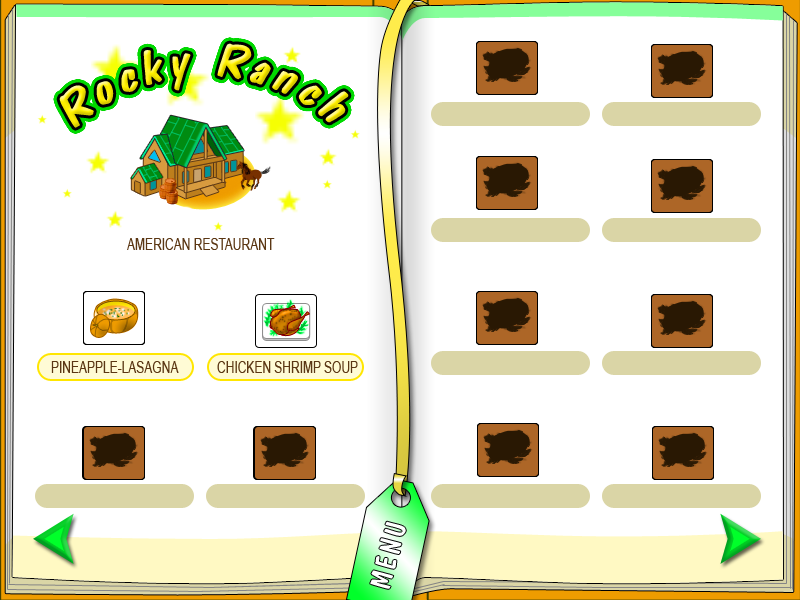 Rocky Ranch
AMERICAN RESTAURANT
PINEAPPLE-LASAGNA
CHICKEN SHRIMP SOUP
MENU